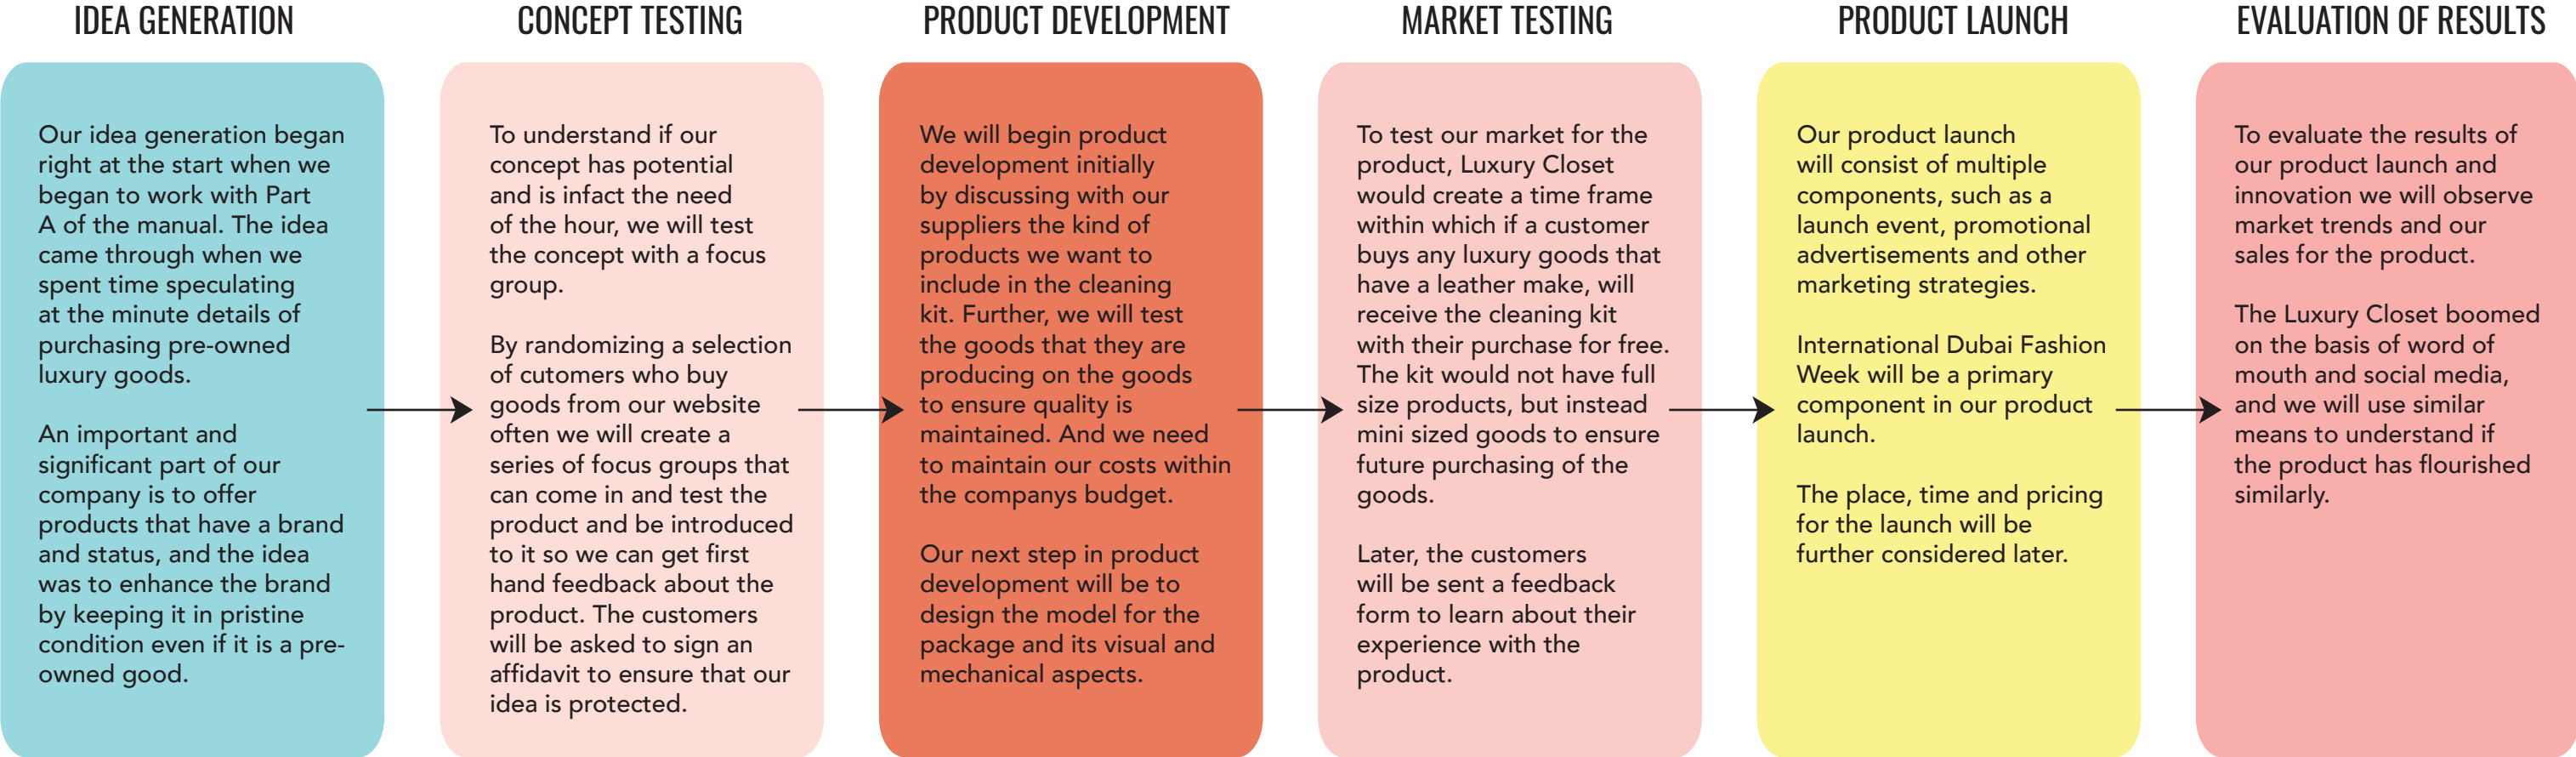 IDEA GENERATION
Our idea generation began
right at the start when we
began to work with Part
A of the manual. The idea
came through when we
spent time speculating
at the minute details of
purchasing pre-owned
luxury goods.
An important and
significant part of our
company is to offer
products that have a brand
and status, and the idea
was to enhance the brand
by keeping it in pristine
condition even if it is a pre-
owned good.
CONCEPT TESTING
To understand if our
concept has potential
and is infact the need
of the hour, we will test
the concept with a focus
group.
By randomizing a selection
of cutomers who buy
goods from our website
often we will create a
series of focus groups that
can come in and test the
product and be introduced
to it so we can get first
hand feedback about the
product. The customers
will be asked to sign an
affidavit to ensure that our
idea is protected.
PRODUCT DEVELOPMENT
We will begin product
development initially
by discussing with our
suppliers the kind of
products we want to
include in the cleaning
kit. Further, we will test
the goods that they are
producing on the goods
to ensure quality is
maintained. And we need
to maintain our costs within
the companys budget.
Our next step in product
development will be to
design the model for the
package and its visual and
mechanical aspects.
MARKET TESTING
To test our market for the
product, Luxury Closet
would create a time frame
within which if a customer
buys any luxury goods that
have a leather make, will
receive the cleaning kit
with their purchase for free.
The kit would not have full
size products, but instead
mini sized goods to ensure
future purchasing of the
goods.
Later, the customers
will be sent a feedback
form to learn about their
experience with the
product.
PRODUCT LAUNCH
Our product launch
will consist of multiple
components, such as a
launch event, promotional
advertisements and other
marketing strategies.
International Dubai Fashion
Week will be a primary
component in our product
launch.
The place, time and pricing
for the launch will be
further considered later.
EVALUATION OF RESULTS
To evaluate the results of
our product launch and
innovation we will observe
market trends and our
sales for the product.
The Luxury Closet boomed
on the basis of word of
mouth and social media,
and we will use similar
means to understand if
the product has flourished
similarly.